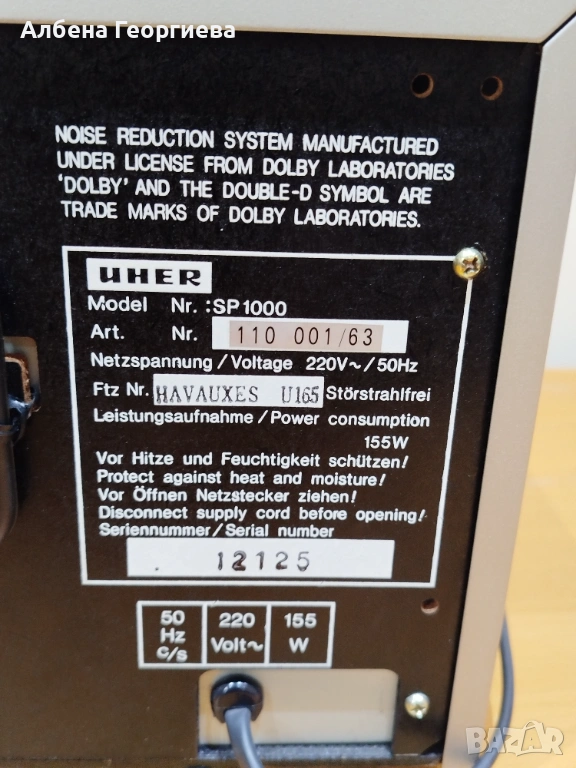 Албена Георгиева
NOISE REDUCTION SYSTEM MANUFACTURED
UNDER LICENSE FROM DOLBY LABORATORIES
'DOLBY' AND THE DOUBLE-D SYMBOL ARE
TRADE MARKS OF DOLBY LABORATORIES.
UHER
Model Nr. :SP1000
Art. Nr. 110 001/63
Netzspannung/Voltage 220V~/50Hz
Ftz Nr. HAVAUXES U165 Störstrahlfrei
Leistungsaufnahme/Power consumption
155W
Vor Hitze und Feuchtigkeit schützen!
Protect against heat and moisture!
Vor Öffnen Netzstecker ziehen!
Disconnect supply cord before opening!
Seriennummer/Serial number
12125
50 220 155
Hz Volt~ W
c/s
BAZAR